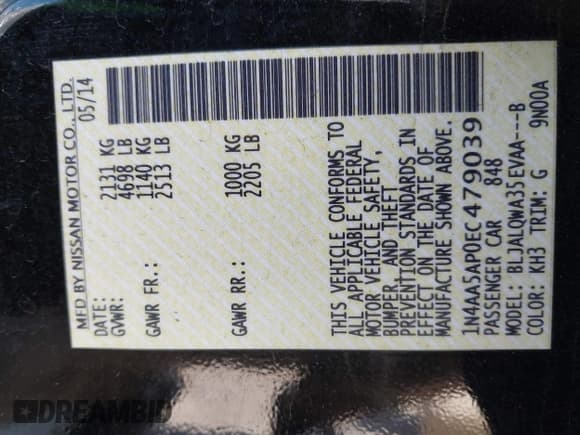 MFD BY NISSAN MOTOR CO., LTD.
DATE: 05/14
GVWR: 2131 KG
4698 LB
GAWR FR.: 1140 KG
2513 LB
GAWR RR.: 1000 KG
2205 LB
THIS VEHICLE CONFORMS TO
ALL APPLICABLE FEDERAL
MOTOR VEHICLE SAFETY,
BUMPER, AND THEFT
PREVENTION STANDARDS IN
EFFECT ON THE DATE OF
MANUFACTURE SHOWN ABOVE.
1N4AA5AP0EC479039
PASSENGER CAR 848
MODEL: BLJALQWA35EVAA---B
COLOR: KH3 TRIM: G 9N00A
DREAMBID